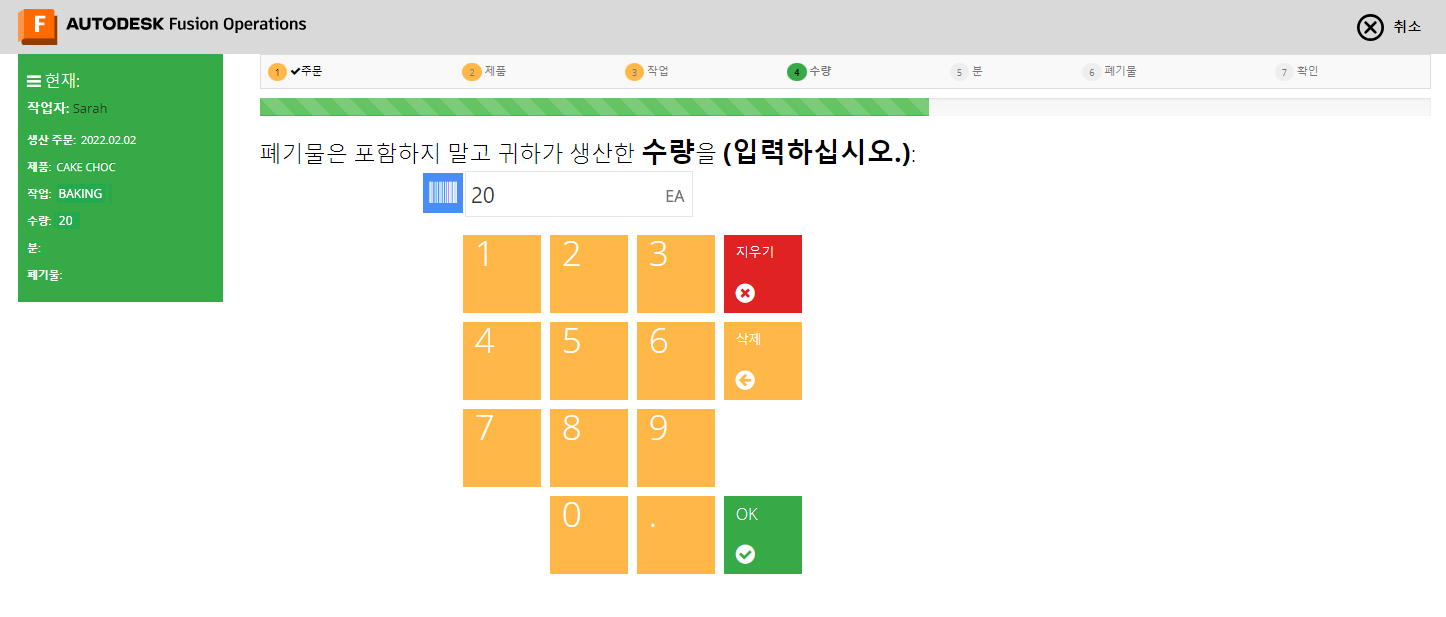 F AUTODESK Fusion Operations
취소
현재:
작업자: Sarah
생산 주문: 2022.02.02
제품: CAKE CHOC
작업: BAKING
수량: 20
분:
폐기물:
1 주문 2 제품 3 작업 4 수량 5 분 6 폐기물 7 확인
폐기물은 포함하지 말고 귀하가 생산한 수량을 (입력하십시오.):
20 EA
1 2 3 지우기
4 5 6 삭제
7 8 9
0 . OK